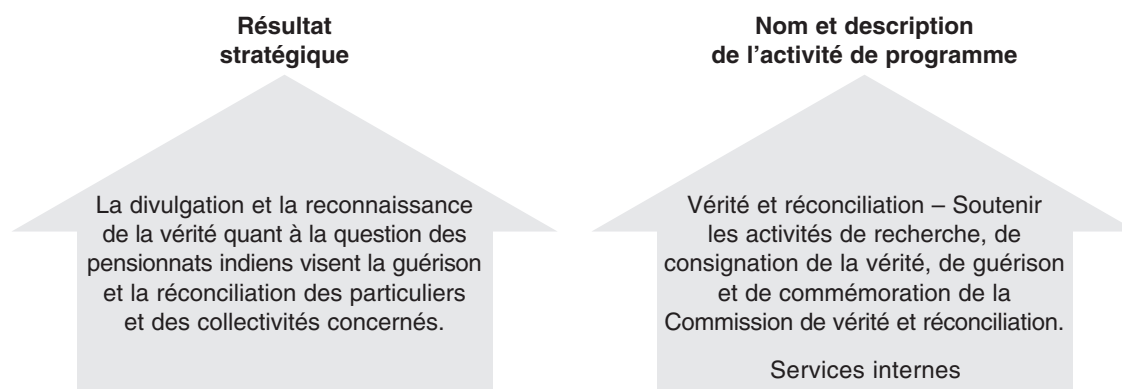 Résultat
stratégique
La divulgation et la reconnaissance
de la vérité quant à la question des
pensionnats indiens visent la guérison
et la réconciliation des particuliers
et des collectivités concernés.
Nom et description
de l’activité de programme
Vérité et réconciliation – Soutenir
les activités de recherche, de
consignation de la vérité, de guérison
et de commémoration de la
Commission de vérité et réconciliation.
Services internes